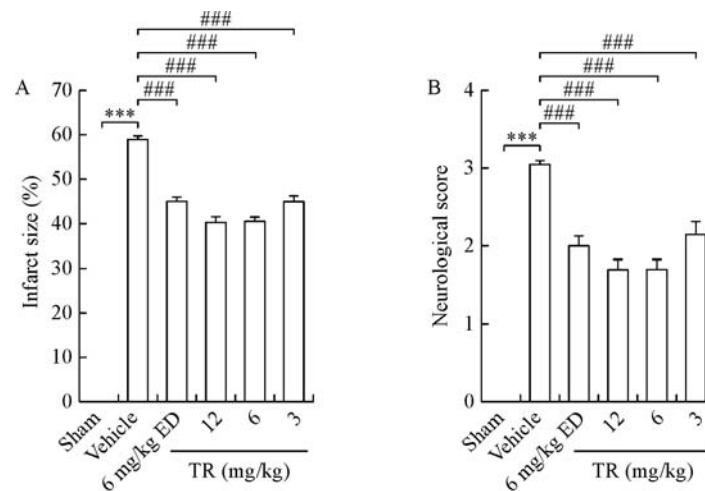 ###
###
###
###
***
A
70
60
50
40
30
20
10
0
Infarct size (%)
Sham
Vehicle
6 mg/kg ED
12
6
3
TR (mg/kg)
###
###
###
###
***
B
4
3
2
1
0
Neurological score
Sham
Vehicle
6 mg/kg ED
12
6
3
TR (mg/kg)